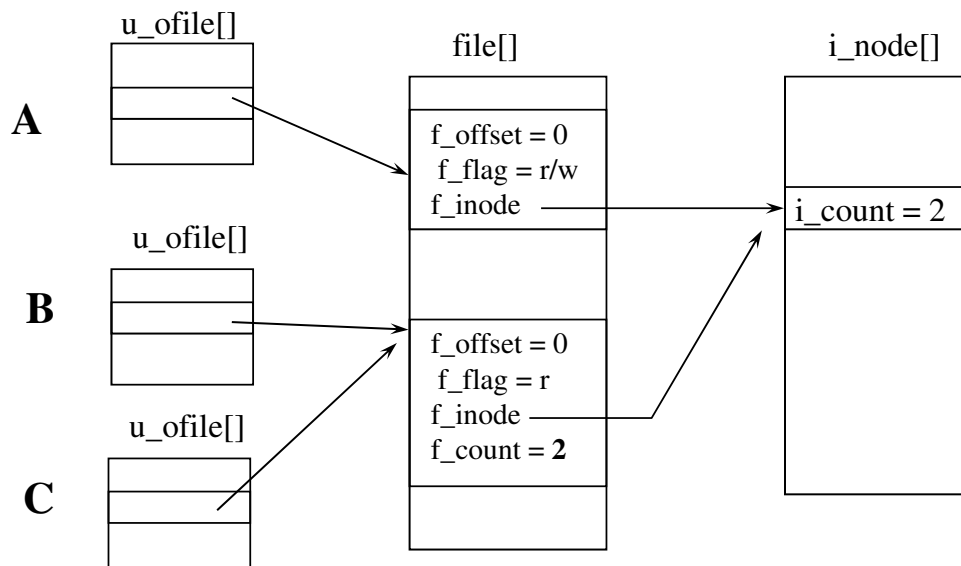 u_ofile[]
file[]
i_node[]
A
f_offset = 0
f_flag = r/w
f_inode
i_count = 2
u_ofile[]
B
f_offset = 0
f_flag = r
f_inode
f_count = 2
u_ofile[]
C